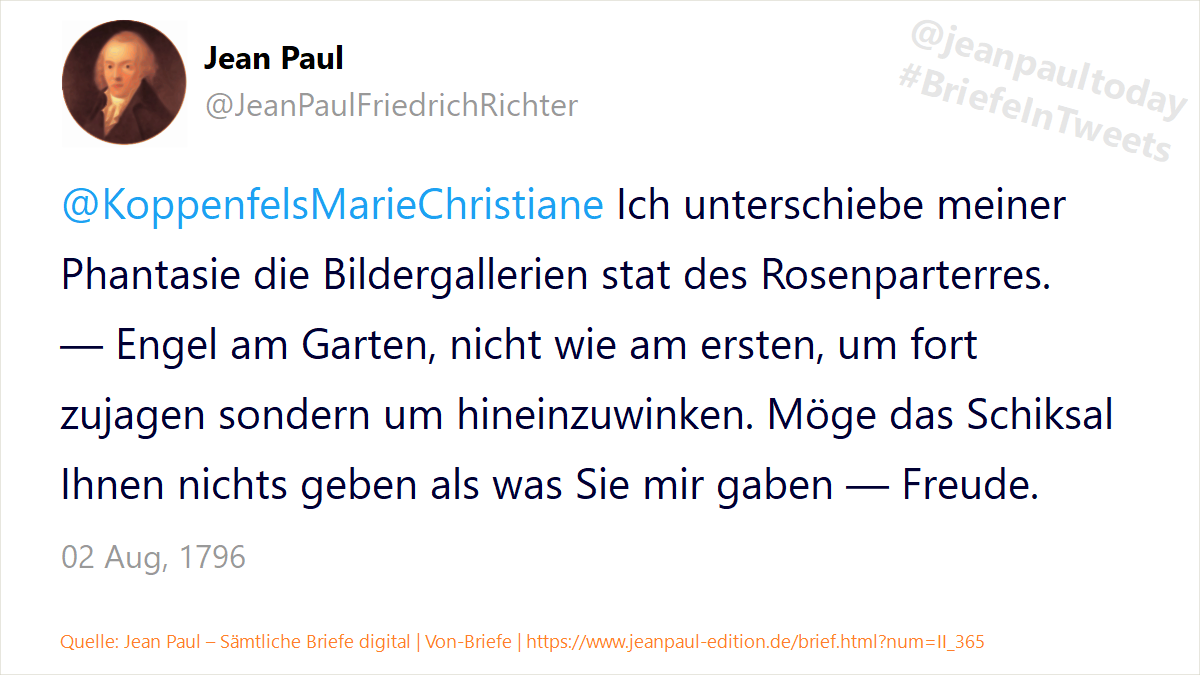 Jean Paul
@JeanPaulFriedrichRichter
@jeanpaultoday
#BriefeInTweets
@KoppenfelsMarieChristiane Ich unterschiebe meiner
Phantasie die Bildergallerien stat des Rosenparterres.
— Engel am Garten, nicht wie am ersten, um fort
zujagen sondern um hineinzuwinken. Möge das Schiksal
Ihnen nichts geben als was Sie mir gaben — Freude.
02 Aug, 1796
Quelle: Jean Paul – Sämtliche Briefe digital | Von-Briefe | https://www.jeanpaul-edition.de/brief.html?num=II_365